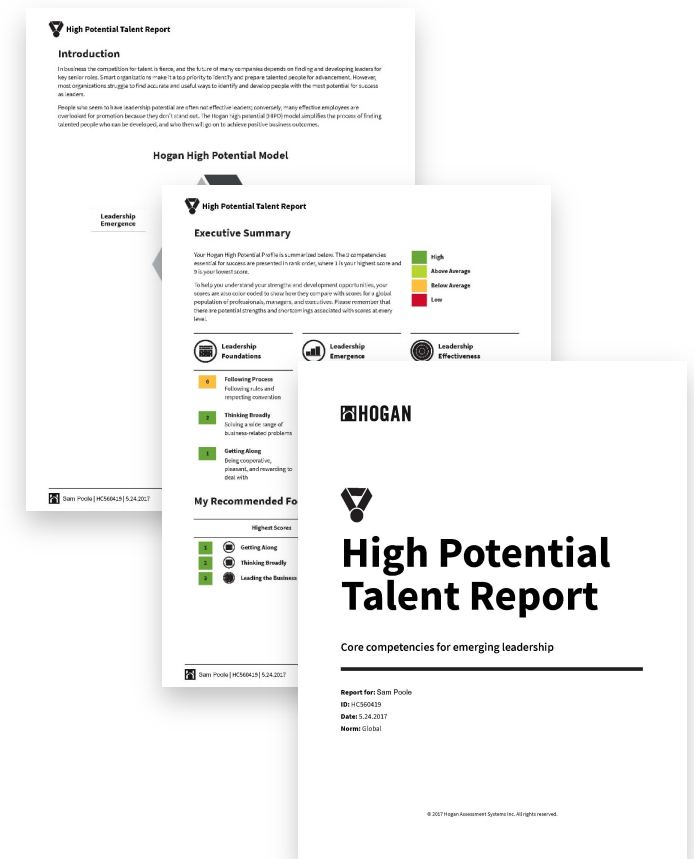 High Potential Talent Report
Introduction
In business the competition for talent is fierce, and the future of many companies depends on finding and developing leaders for
key senior roles. Smart organizations make it a top priority to identify and prepare talented people for advancement. However,
most organizations struggle to find accurate and useful ways to identify and develop people with the most potential for success
as leaders.
People who seem to have leadership potential are often not effective leaders; conversely, many effective employees are
overlooked for promotion because they don't stand out. The Hogan high potential (HIPO) model simplifies the process of finding
talented people who can be developed, and who then will go on to achieve positive business outcomes.
Hogan High Potential Model
Leadership
Emergence
Sam Poole | HC560419 | 5.24.2017
High Potential Talent Report
Executive Summary
Your Hogan High Potential Profile is summarized below. The 9 competencies
essential for success are presented in rank order, where 1 is your highest score and
9 is your lowest score.
To help you understand your strengths and development opportunities, your
scores are also color-coded to show how they compare with scores for a global
population of professionals, managers, and executives. Please remember that
there are potential strengths and shortcomings associated with scores at every
level.
High
Above Average
Below Average
Low
Leadership
Foundations
Leadership
Emergence
Leadership
Effectiveness
6
Following Process
Following rules and
respecting convention
2
Thinking Broadly
Solving a wide range of
business-related problems
1
Getting Along
Being cooperative,
pleasant, and rewarding to
deal with
My Recommended Fo
Highest Scores
1 Getting Along
2 Thinking Broadly
3 Leading the Business
Sam Poole | HC560419 | 5.24.2017
HOGAN
High Potential
Talent Report
Core competencies for emerging leadership
Report for: Sam Poole
ID: HC560419
Date: 5.24.2017
Norm: Global
© 2017 Hogan Assessment Systems Inc. All rights reserved.